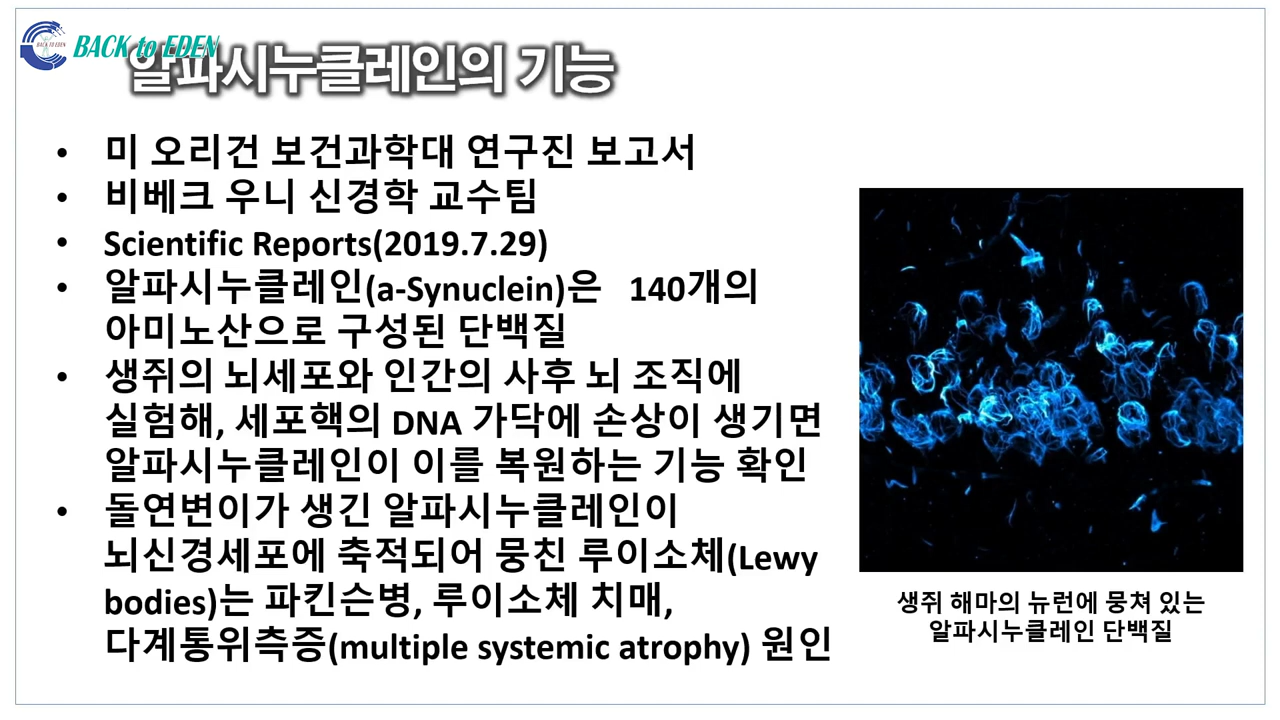 BACK to EDEN
BACK TO EDEN
알파시누클레인의 기능
• 미 오리건 보건과학대 연구진 보고서
• 비베크 우니 신경학 교수팀
• Scientific Reports(2019.7.29)
• 알파시누클레인(a-Synuclein)은 140개의
아미노산으로 구성된 단백질
• 생쥐의 뇌세포와 인간의 사후 뇌 조직에
실험해, 세포핵의 DNA 가닥에 손상이 생기면
알파시누클레인이 이를 복원하는 기능 확인
• 돌연변이가 생긴 알파시누클레인이
뇌신경세포에 축적되어 뭉친 루이소체(Lewy
bodies)는 파킨슨병, 루이소체 치매,
다계통위측증(multiple systemic atrophy) 원인
생쥐 해마의 뉴런에 뭉쳐 있는
알파시누클레인 단백질